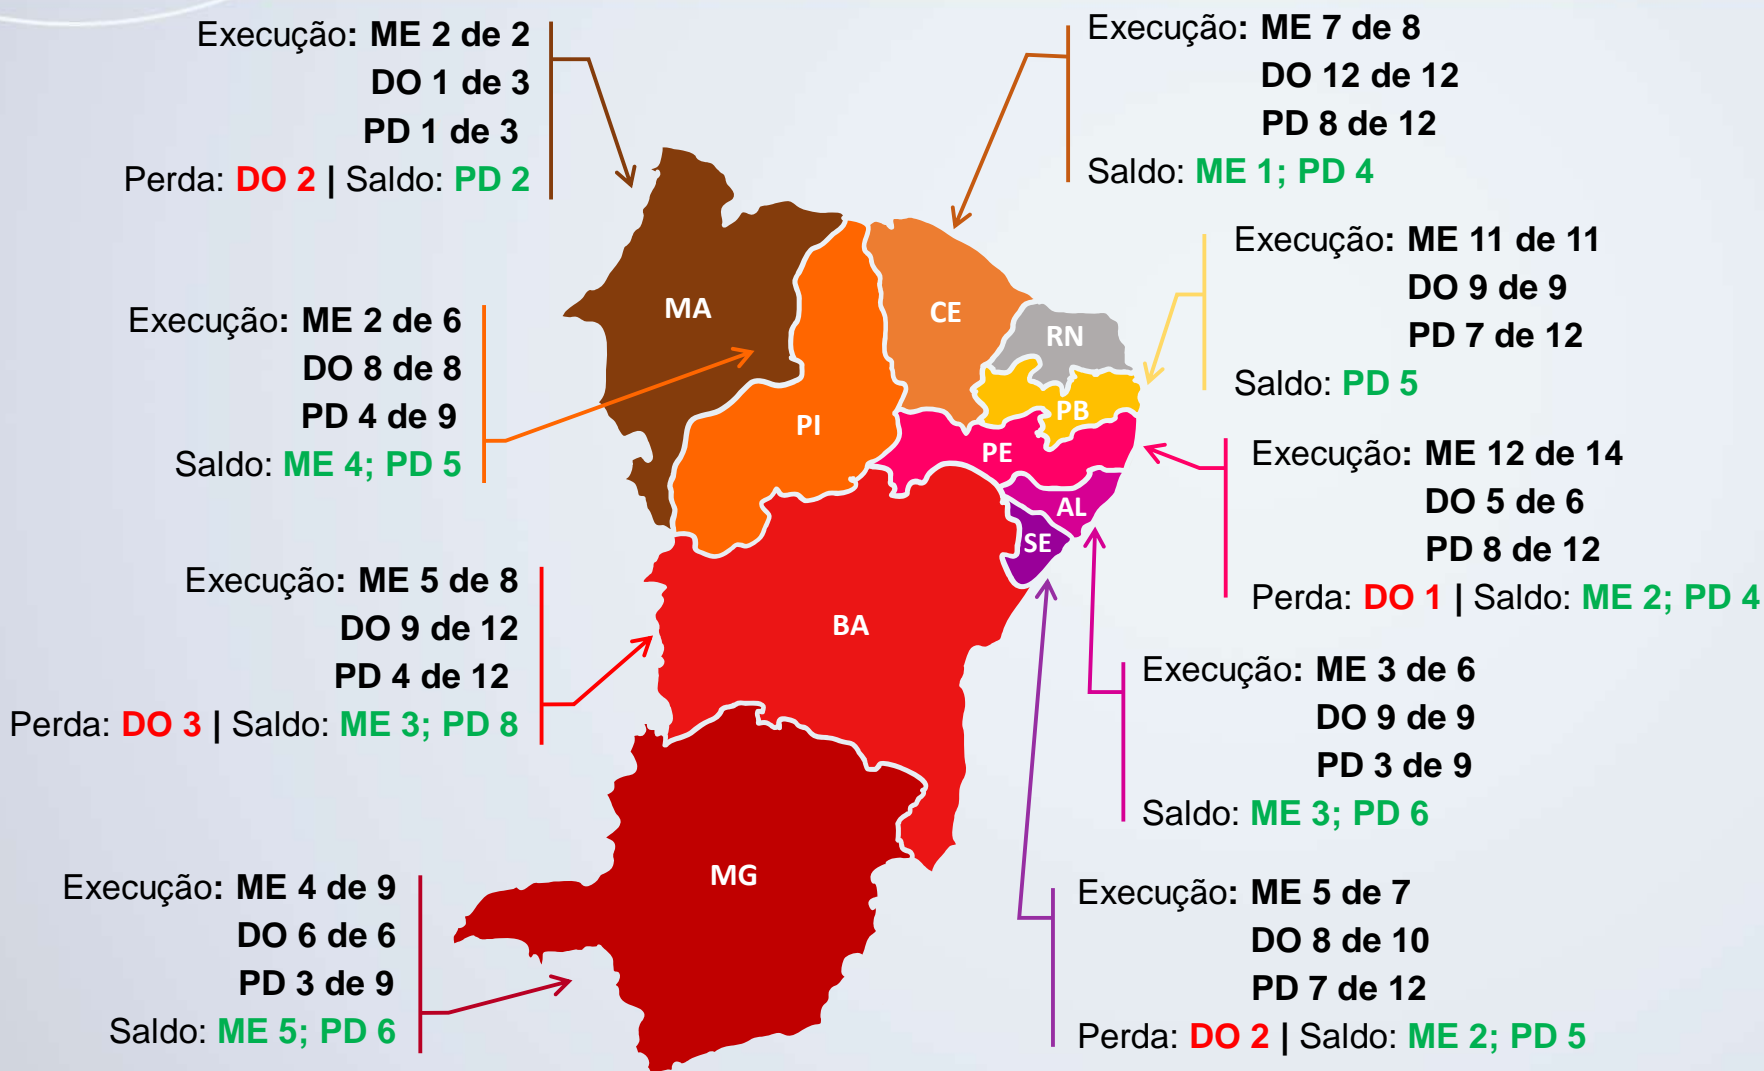 Execução: ME 2 de 2
DO 1 de 3
PD 1 de 3
Perda: DO 2 | Saldo: PD 2
Execução: ME 7 de 8
DO 12 de 12
PD 8 de 12
Saldo: ME 1; PD 4
Execução: ME 11 de 11
DO 9 de 9
PD 7 de 12
Saldo: PD 5
Execução: ME 2 de 6
DO 8 de 8
PD 4 de 9
Saldo: ME 4; PD 5
Execução: ME 12 de 14
DO 5 de 6
PD 8 de 12
Perda: DO 1 | Saldo: ME 2; PD 4
Execução: ME 5 de 8
DO 9 de 12
PD 4 de 12
Perda: DO 3 | Saldo: ME 3; PD 8
Execução: ME 3 de 6
DO 9 de 9
PD 3 de 9
Saldo: ME 3; PD 6
Execução: ME 4 de 9
DO 6 de 6
PD 3 de 9
Saldo: ME 5; PD 6
Execução: ME 5 de 7
DO 8 de 10
PD 7 de 12
Perda: DO 2 | Saldo: ME 2; PD 5
MA
CE
RN
PB
PI
PE
AL
SE
BA
MG